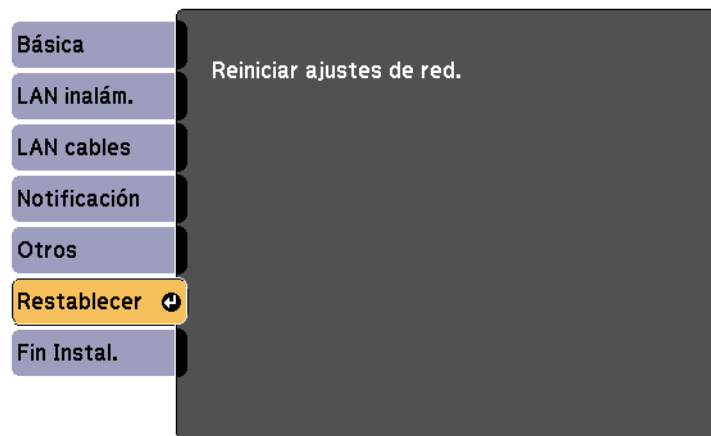 Básica
LAN inalám.
LAN cables
Notificación
Otros
Restablecer
Fin Instal.
Reiniciar ajustes de red.